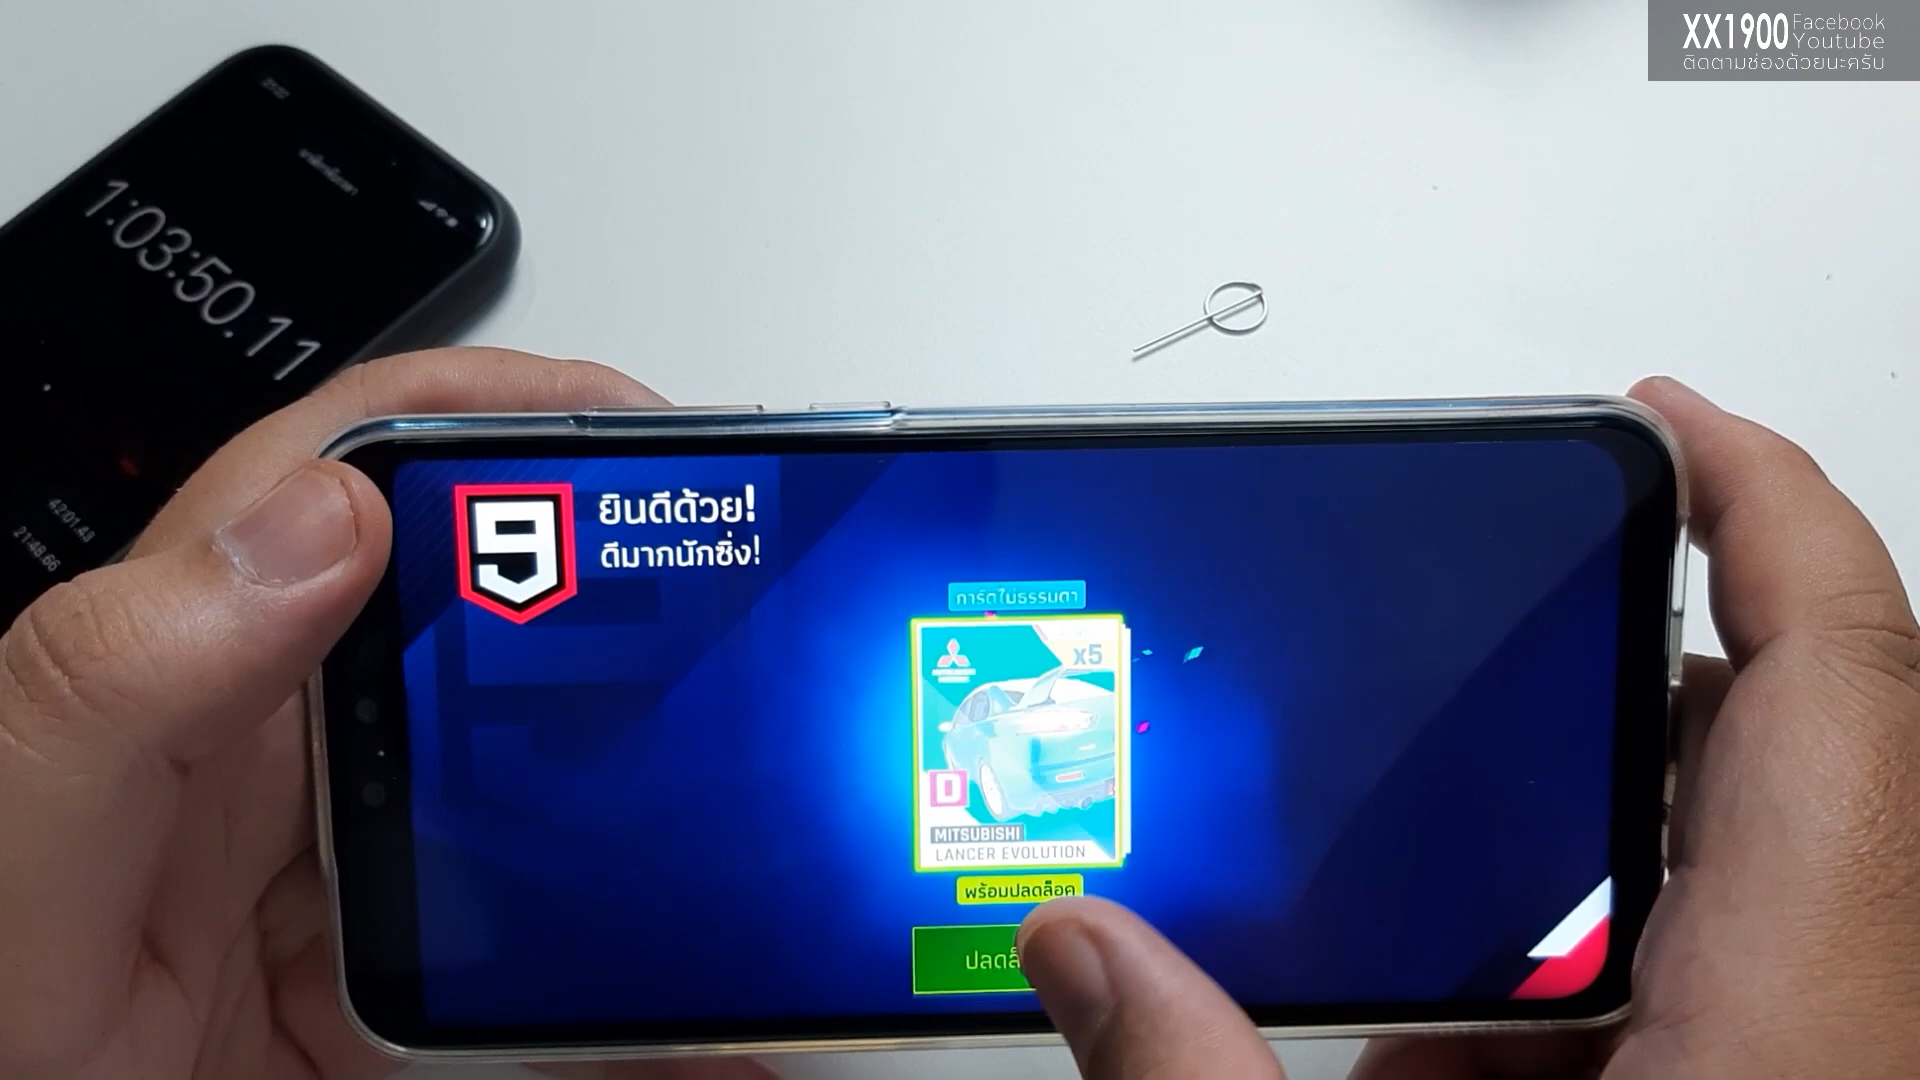 XX1900 Facebook
Youtube
ติดตามช่องด้วยนะครับ
1:03:50.11
42:01.43
21:48.66
9
ยินดีด้วย!
ดีมากนักซิ่ง!
การ์ดไม่ธรรมดา
x5
D
MITSUBISHI
LANCER EVOLUTION
พร้อมปลดล็อค